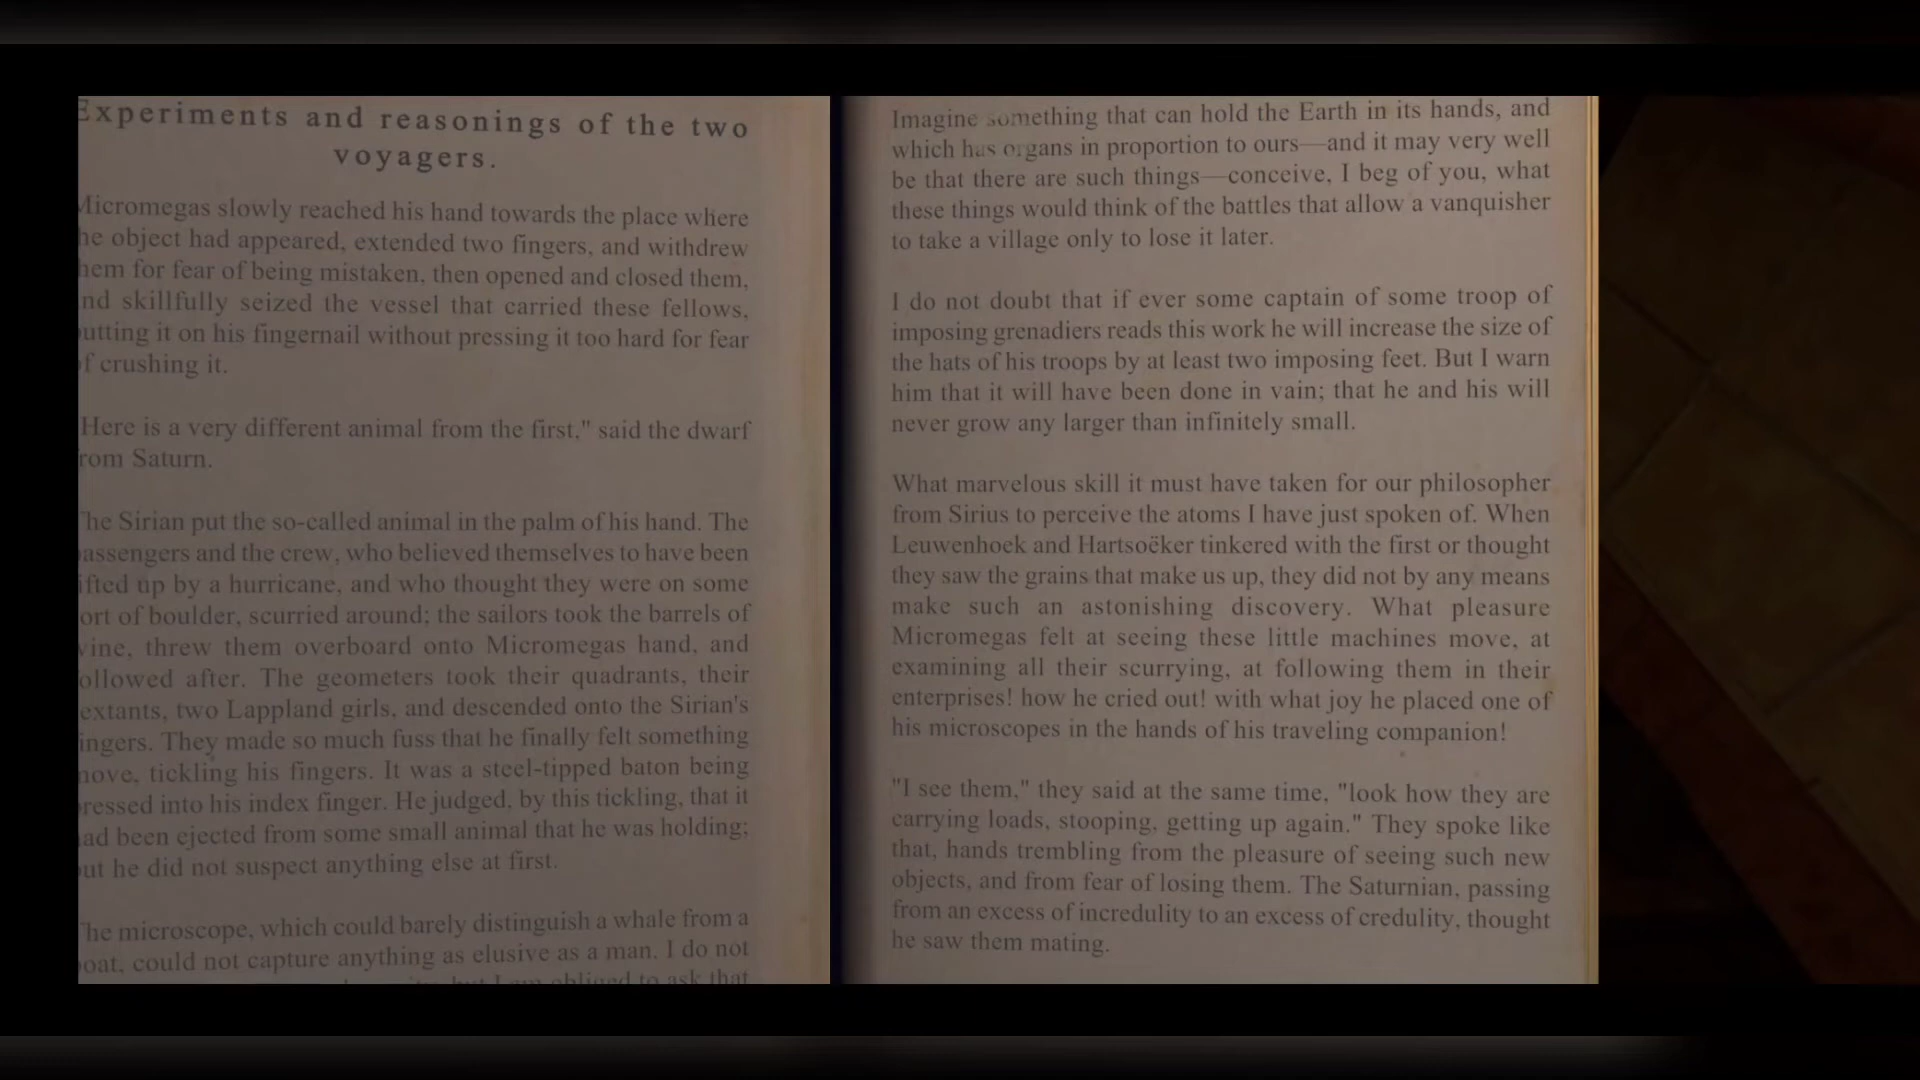 Experiments and reasonings of the two
voyagers.
Micromegas slowly reached his hand towards the place where
he object had appeared, extended two fingers, and withdrew
hem for fear of being mistaken, then opened and closed them,
nd skillfully seized the vessel that carried these fellows,
utting it on his fingernail without pressing it too hard for fear
f crushing it.
Here is a very different animal from the first," said the dwarf
rom Saturn.
The Sirian put the so-called animal in the palm of his hand. The
assengers and the crew, who believed themselves to have been
ifted up by a hurricane, and who thought they were on some
ort of boulder, scurried around; the sailors took the barrels of
wine, threw them overboard onto Micromegas hand, and
ollowed after. The geometers took their quadrants, their
extants, two Lappland girls, and descended onto the Sirian's
ingers. They made so much fuss that he finally felt something
move, tickling his fingers. It was a steel-tipped baton being
ressed into his index finger. He judged, by this tickling, that it
ad been ejected from some small animal that he was holding;
ut he did not suspect anything else at first.
The microscope, which could barely distinguish a whale from a
oat, could not capture anything as elusive as a man. I do not
but I am obliged to ask that
Imagine something that can hold the Earth in its hands, and
which has organs in proportion to ours—and it may very well
be that there are such things—conceive, I beg of you, what
these things would think of the battles that allow a vanquisher
to take a village only to lose it later.
I do not doubt that if ever some captain of some troop of
imposing grenadiers reads this work he will increase the size of
the hats of his troops by at least two imposing feet. But I warn
him that it will have been done in vain; that he and his will
never grow any larger than infinitely small.
What marvelous skill it must have taken for our philosopher
from Sirius to perceive the atoms I have just spoken of. When
Leuwenhoek and Hartsoëker tinkered with the first or thought
they saw the grains that make us up, they did not by any means
make such an astonishing discovery. What pleasure
Micromegas felt at seeing these little machines move, at
examining all their scurrying, at following them in their
enterprises! how he cried out! with what joy he placed one of
his microscopes in the hands of his traveling companion!
"I see them," they said at the same time, "look how they are
carrying loads, stooping, getting up again." They spoke like
that, hands trembling from the pleasure of seeing such new
objects, and from fear of losing them. The Saturnian, passing
from an excess of incredulity to an excess of credulity, thought
he saw them mating.